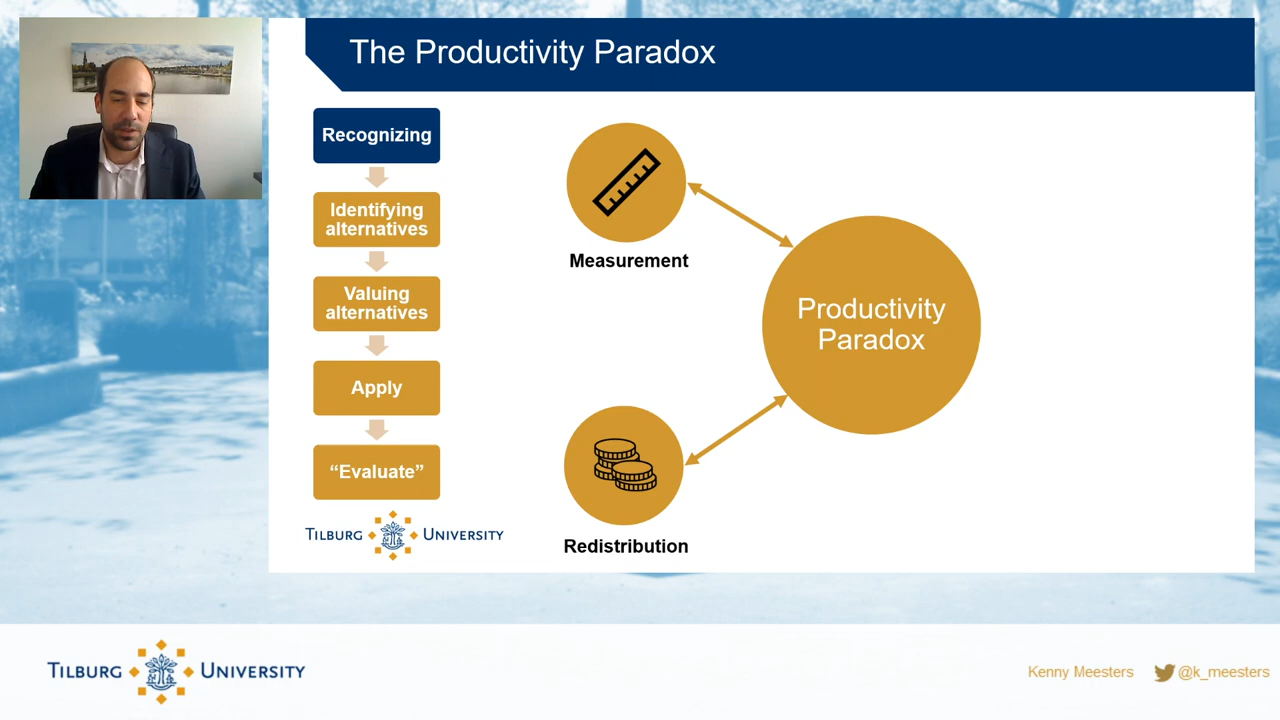 The Productivity Paradox
Recognizing
Identifying
alternatives
Valuing
alternatives
Apply
“Evaluate”
Measurement
Productivity
Paradox
Redistribution
TILBURG UNIVERSITY
TILBURG UNIVERSITY
Kenny Meesters
@k_meesters